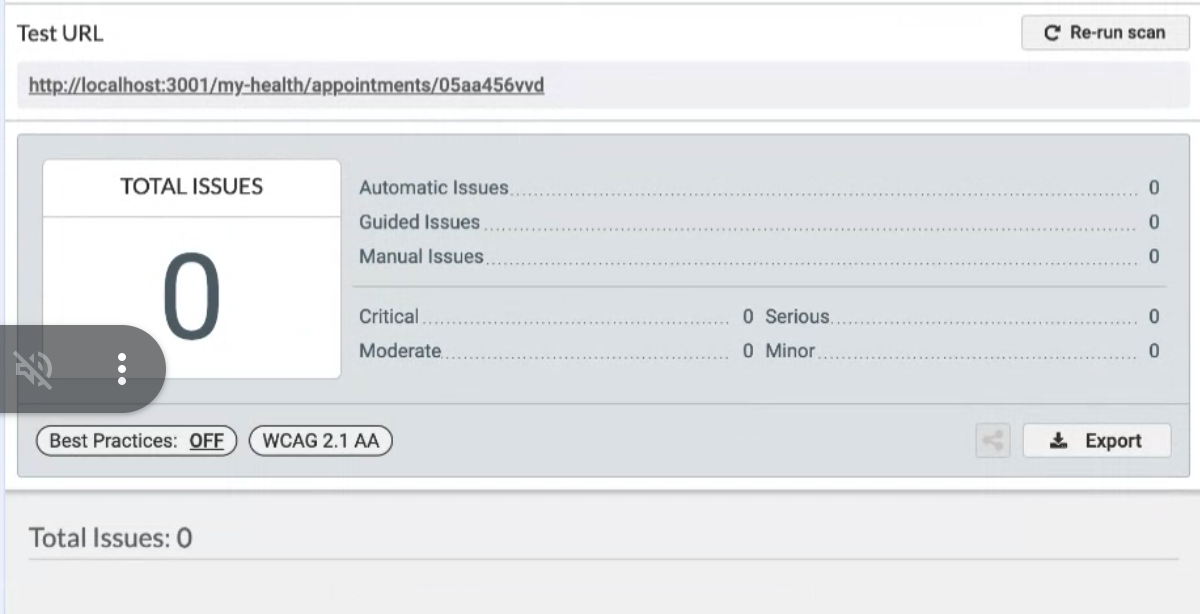 Test URL
Re-run scan
http://localhost:3001/my-health/appointments/05aa456vvd
TOTAL ISSUES
0
Automatic Issues 0
Guided Issues 0
Manual Issues 0
Critical 0 Serious 0
Moderate 0 Minor 0
Best Practices: OFF WCAG 2.1 AA Export
Total Issues: 0